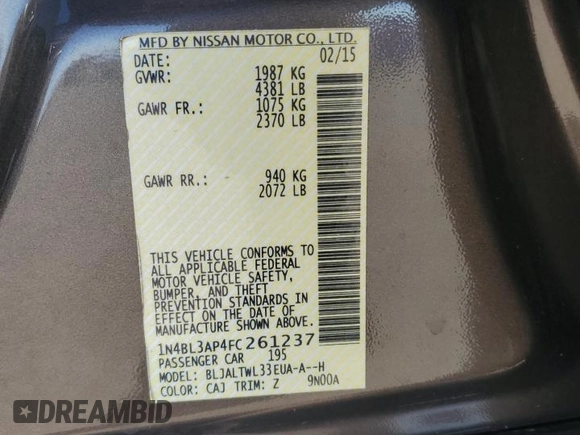 MFD BY NISSAN MOTOR CO., LTD.
DATE: 02/15
GVWR: 1987 KG
4381 LB
GAWR FR.: 1075 KG
2370 LB
GAWR RR.: 940 KG
2072 LB
THIS VEHICLE CONFORMS TO
ALL APPLICABLE FEDERAL
MOTOR VEHICLE SAFETY,
BUMPER, AND THEFT
PREVENTION STANDARDS IN
EFFECT ON THE DATE OF
MANUFACTURE SHOWN ABOVE.
1N4BL3AP4FC261237
PASSENGER CAR 195
MODEL: BLJALTWL33EUA-A--H
COLOR: CAJ TRIM: Z 9N00A
DREAMBID